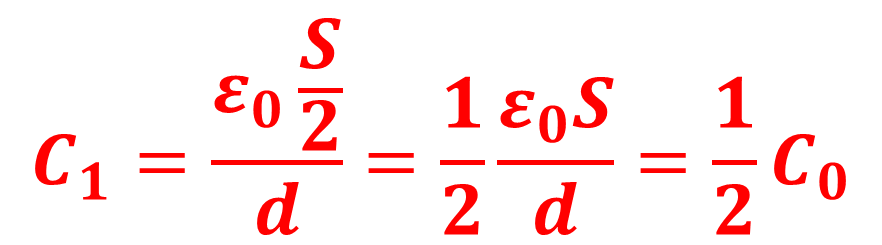 C₁ = (ε₀ S/2)/d = 1/2 ε₀S/d = 1/2 C₀